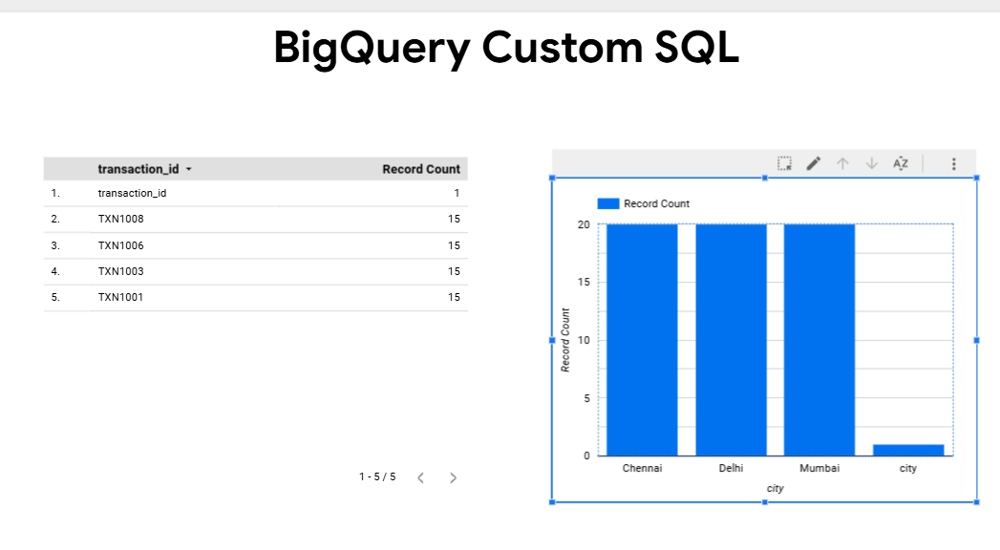 BigQuery Custom SQL
transaction_id Record Count
1. transaction_id 1
2. TXN1008 15
3. TXN1006 15
4. TXN1003 15
5. TXN1001 15
1 - 5 / 5
AZ
Record Count
20
15
10
5
0
Record Count
Chennai Delhi Mumbai city
city